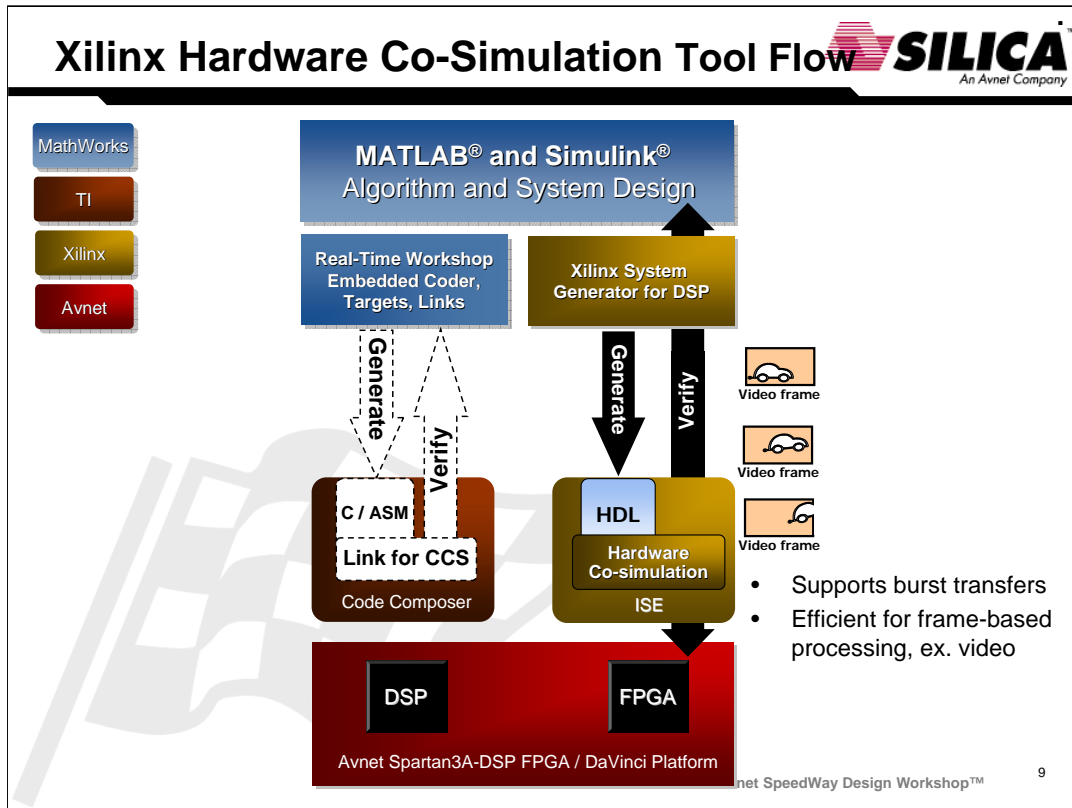 Xilinx Hardware Co-Simulation Tool Flow
SILICA
An Avnet Company
MathWorks
TI
Xilinx
Avnet
MATLAB® and Simulink®
Algorithm and System Design
Real-Time Workshop
Embedded Coder,
Targets, Links
Xilinx System
Generator for DSP
Generate
Verify
Generate
Verify
Video frame
Video frame
Video frame
C / ASM
Link for CCS
Code Composer
HDL
Hardware
Co-simulation
ISE
• Supports burst transfers
• Efficient for frame-based
processing, ex. video
DSP
FPGA
Avnet Spartan3A-DSP FPGA / DaVinci Platform
net SpeedWay Design Workshop™
9